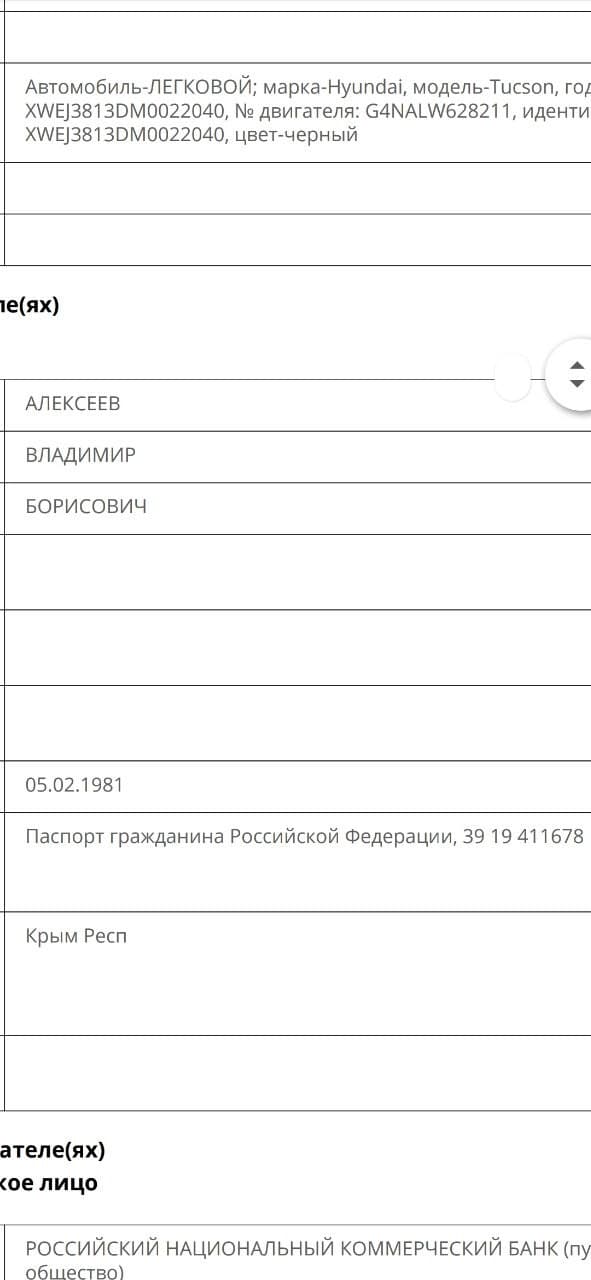 Автомобиль-ЛЕГКОВОЙ; марка-Hyundai, модель-Tucson, год
XWEJ3813DM0022040, № двигателя: G4NALW628211, иденти
XWEJ3813DM0022040, цвет-черный
ле(ях)
АЛЕКСЕЕВ
ВЛАДИМИР
БОРИСОВИЧ
05.02.1981
Паспорт гражданина Российской Федерации, 39 19 411678
Крым Респ
ателе(ях)
кое лицо
РОССИЙСКИЙ НАЦИОНАЛЬНЫЙ КОММЕРЧЕСКИЙ БАНК (пу
общество)